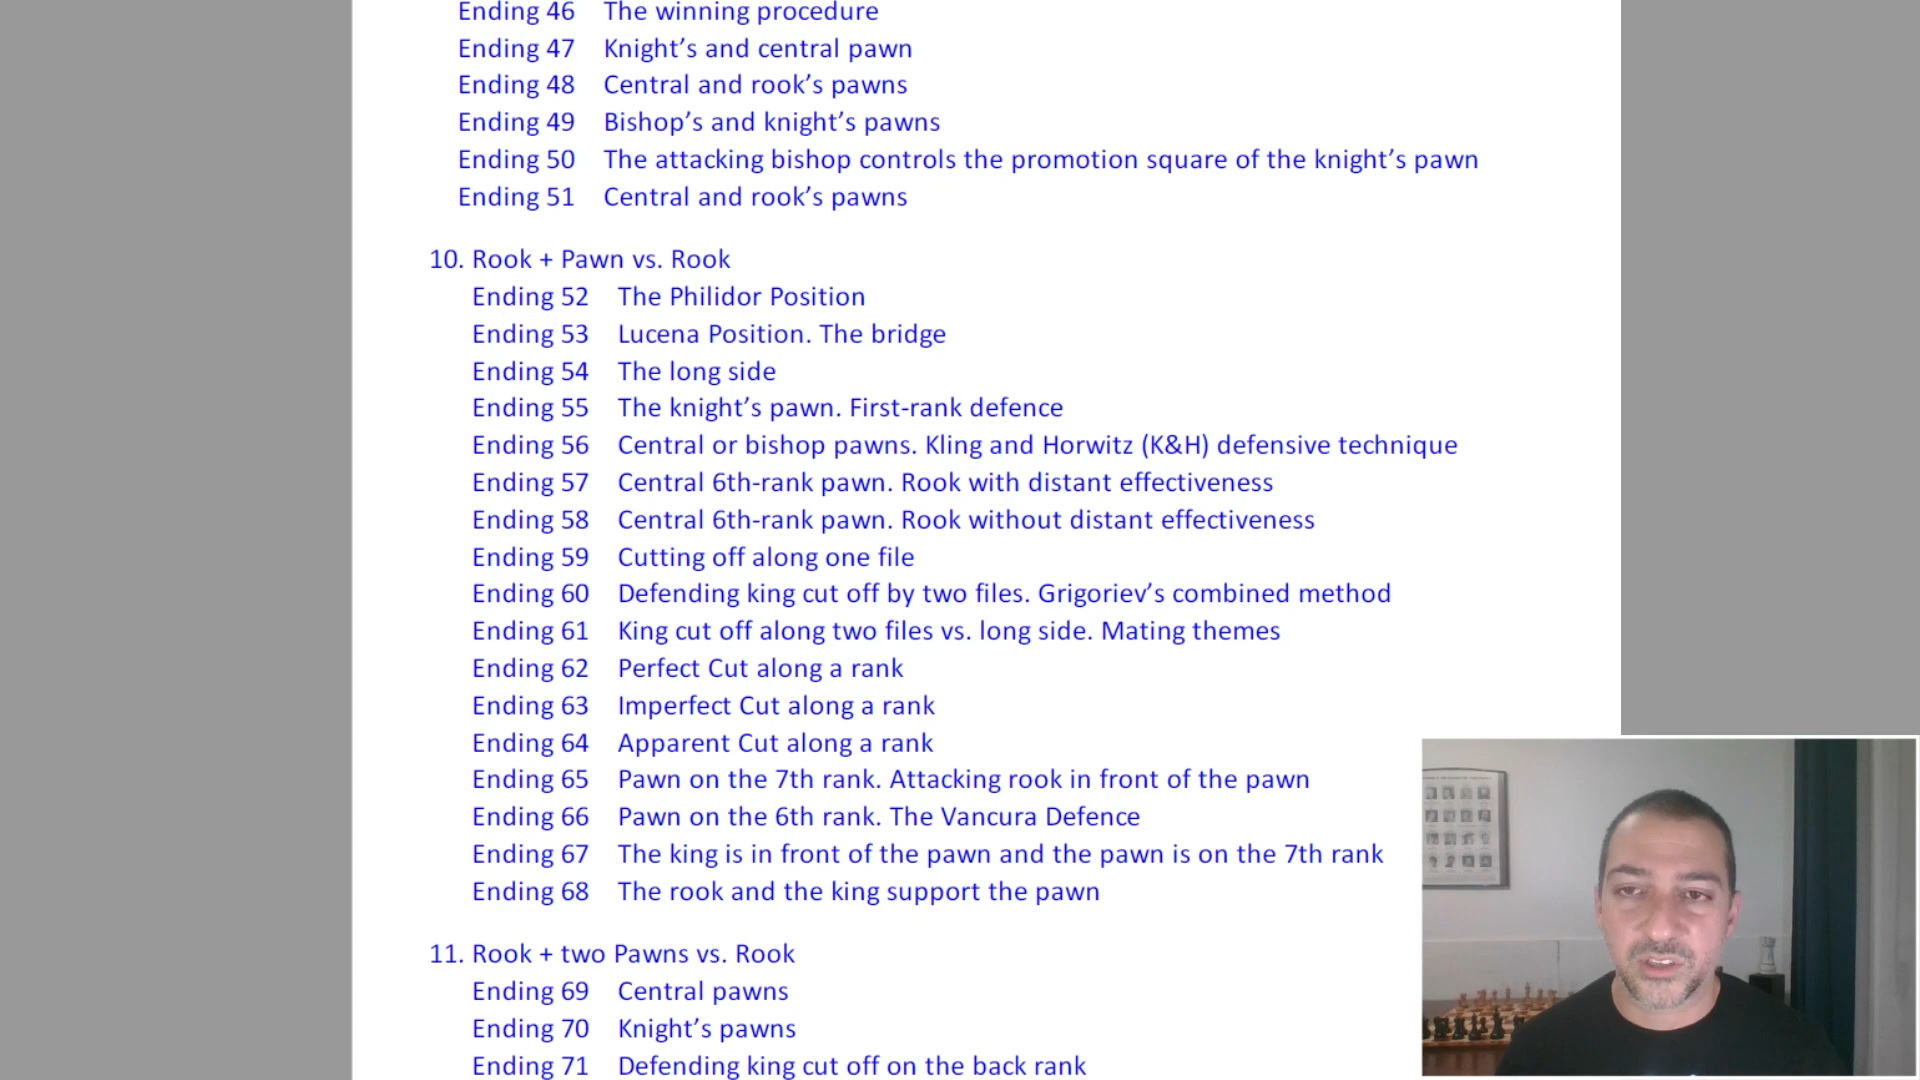 Ending 46 The winning procedure
Ending 47 Knight’s and central pawn
Ending 48 Central and rook’s pawns
Ending 49 Bishop’s and knight’s pawns
Ending 50 The attacking bishop controls the promotion square of the knight’s pawn
Ending 51 Central and rook’s pawns
10. Rook + Pawn vs. Rook
Ending 52 The Philidor Position
Ending 53 Lucena Position. The bridge
Ending 54 The long side
Ending 55 The knight’s pawn. First-rank defence
Ending 56 Central or bishop pawns. Kling and Horwitz (K&H) defensive technique
Ending 57 Central 6th-rank pawn. Rook with distant effectiveness
Ending 58 Central 6th-rank pawn. Rook without distant effectiveness
Ending 59 Cutting off along one file
Ending 60 Defending king cut off by two files. Grigoriev’s combined method
Ending 61 King cut off along two files vs. long side. Mating themes
Ending 62 Perfect Cut along a rank
Ending 63 Imperfect Cut along a rank
Ending 64 Apparent Cut along a rank
Ending 65 Pawn on the 7th rank. Attacking rook in front of the pawn
Ending 66 Pawn on the 6th rank. The Vancura Defence
Ending 67 The king is in front of the pawn and the pawn is on the 7th rank
Ending 68 The rook and the king support the pawn
11. Rook + two Pawns vs. Rook
Ending 69 Central pawns
Ending 70 Knight’s pawns
Ending 71 Defending king cut off on the back rank